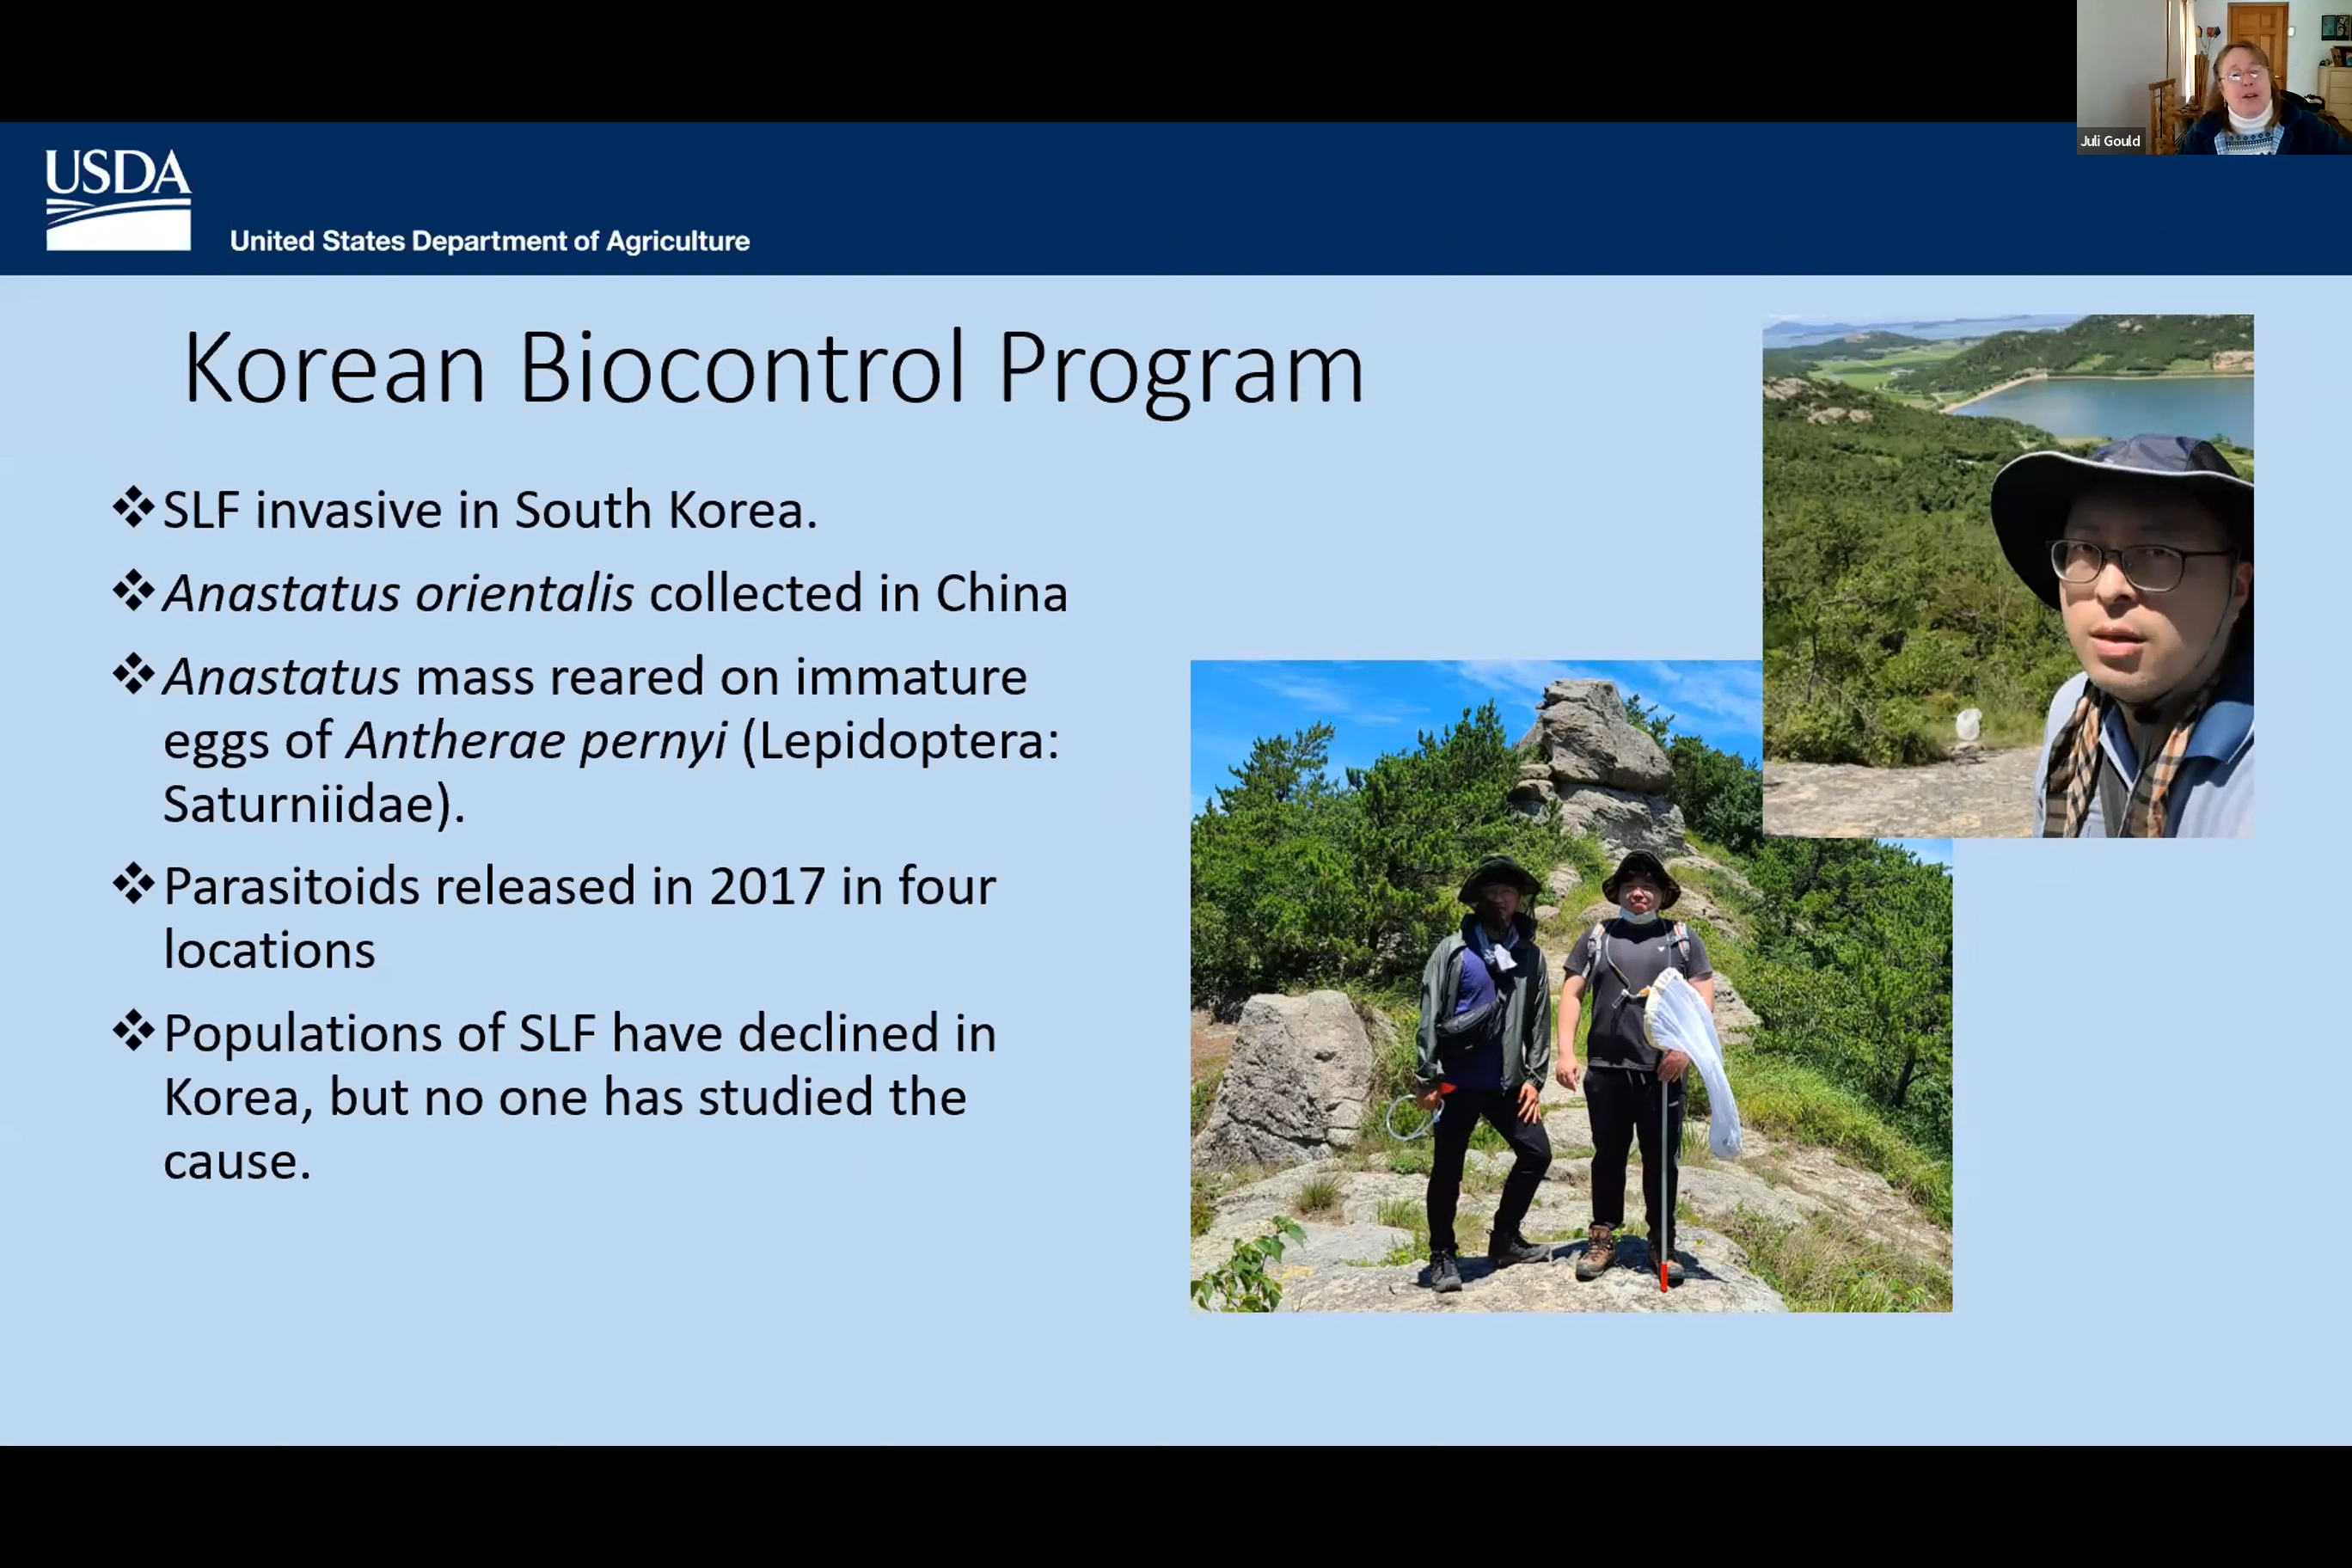 Juli Gould
USDA
United States Department of Agriculture
Korean Biocontrol Program
❖SLF invasive in South Korea.
❖Anastatus orientalis collected in China
❖Anastatus mass reared on immature
eggs of Antherae pernyi (Lepidoptera:
Saturniidae).
❖Parasitoids released in 2017 in four
locations
❖Populations of SLF have declined in
Korea, but no one has studied the
cause.